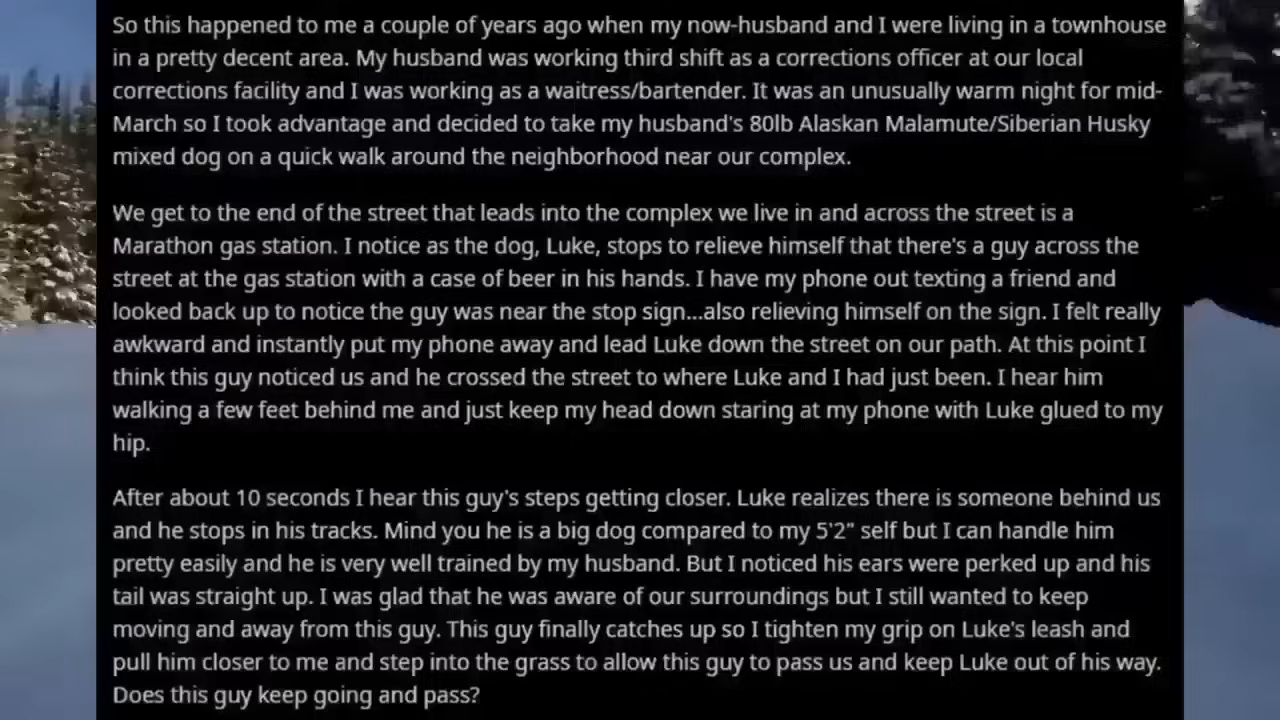 So this happened to me a couple of years ago when my now-husband and I were living in a townhouse
in a pretty decent area. My husband was working third shift as a corrections officer at our local
corrections facility and I was working as a waitress/bartender. It was an unusually warm night for mid-
March so I took advantage and decided to take my husband's 80lb Alaskan Malamute/Siberian Husky
mixed dog on a quick walk around the neighborhood near our complex.
We get to the end of the street that leads into the complex we live in and across the street is a
Marathon gas station. I notice as the dog, Luke, stops to relieve himself that there's a guy across the
street at the gas station with a case of beer in his hands. I have my phone out texting a friend and
looked back up to notice the guy was near the stop sign...also relieving himself on the sign. I felt really
awkward and instantly put my phone away and lead Luke down the street on our path. At this point I
think this guy noticed us and he crossed the street to where Luke and I had just been. I hear him
walking a few feet behind me and just keep my head down staring at my phone with Luke glued to my
hip.
After about 10 seconds I hear this guy's steps getting closer. Luke realizes there is someone behind us
and he stops in his tracks. Mind you he is a big dog compared to my 5'2" self but I can handle him
pretty easily and he is very well trained by my husband. But I noticed his ears were perked up and his
tail was straight up. I was glad that he was aware of our surroundings but I still wanted to keep
moving and away from this guy. This guy finally catches up so I tighten my grip on Luke's leash and
pull him closer to me and step into the grass to allow this guy to pass us and keep Luke out of his way.
Does this guy keep going and pass?